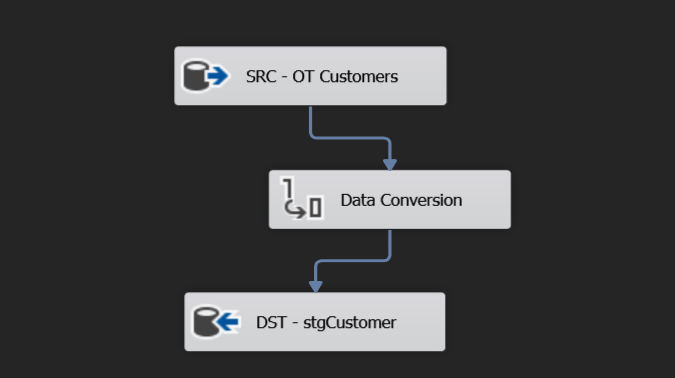 SRC - OT Customers
Data Conversion
DST - stgCustomer